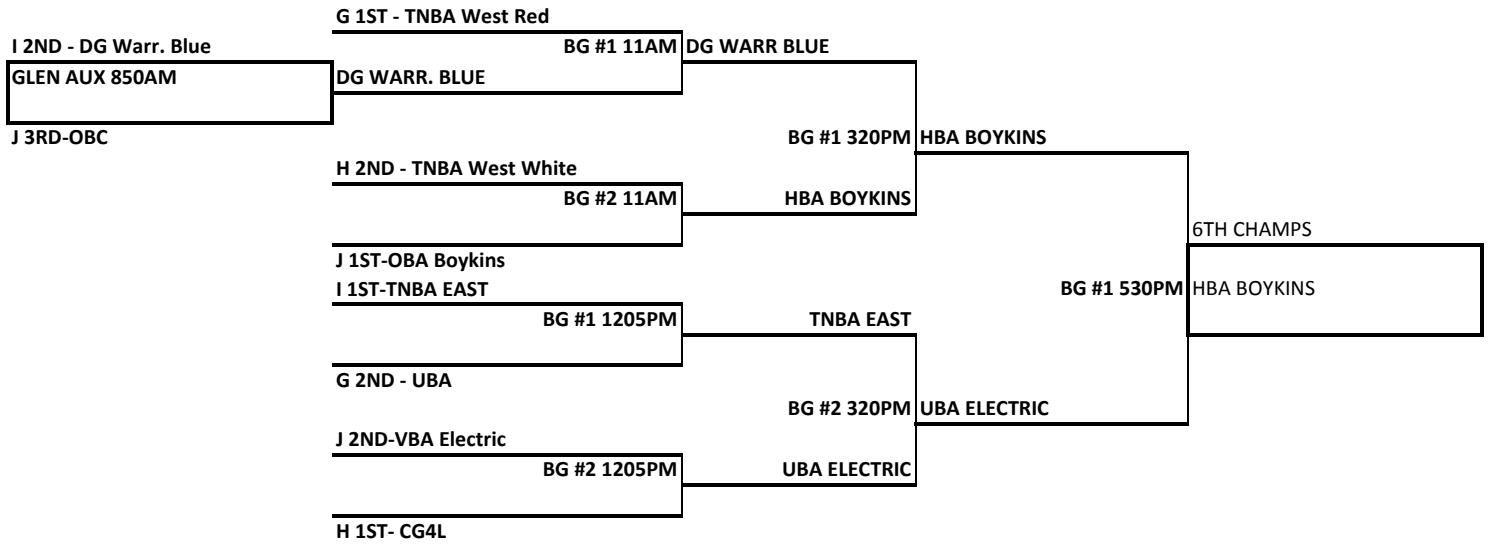 G 1ST - TNBA West Red
I 2ND - DG Warr. Blue
BG #1 11AM
DG WARR BLUE
GLEN AUX 850AM
DG WARR. BLUE
J 3RD-OBC
BG #1 320PM
HBA BOYKINS
H 2ND - TNBA West White
BG #2 11AM
HBA BOYKINS
6TH CHAMPS
J 1ST-OBA Boykins
I 1ST-TNBA EAST
BG #1 530PM
HBA BOYKINS
BG #1 1205PM
TNBA EAST
G 2ND - UBA
BG #2 320PM
UBA ELECTRIC
J 2ND-VBA Electric
BG #2 1205PM
UBA ELECTRIC
H 1ST- CG4L